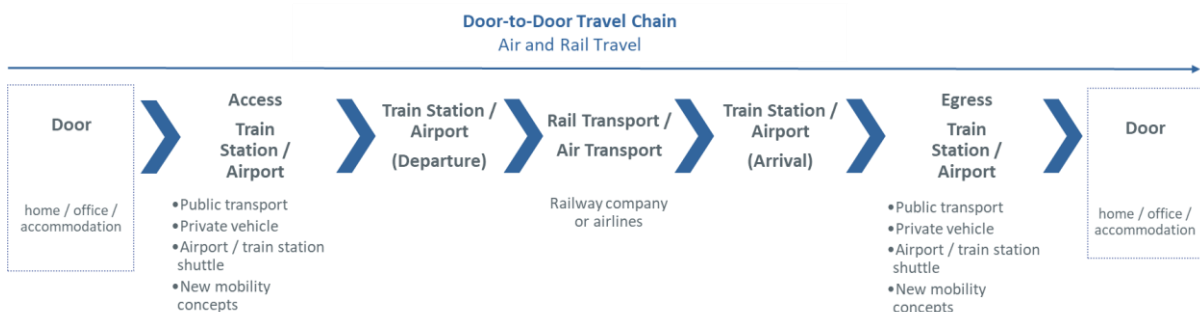 Door-to-Door Travel Chain
Air and Rail Travel
Door
home / office /
accommodation
Access
Train
Station /
Airport
•Public transport
•Private vehicle
•Airport / train station
shuttle
•New mobility
concepts
Train Station /
Airport
(Departure)
Rail Transport /
Air Transport
Railway company
or airlines
Train Station /
Airport
(Arrival)
Egress
Train
Station /
Airport
•Public transport
•Private vehicle
•Airport / train station
shuttle
•New mobility
concepts
Door
home / office /
accommodation